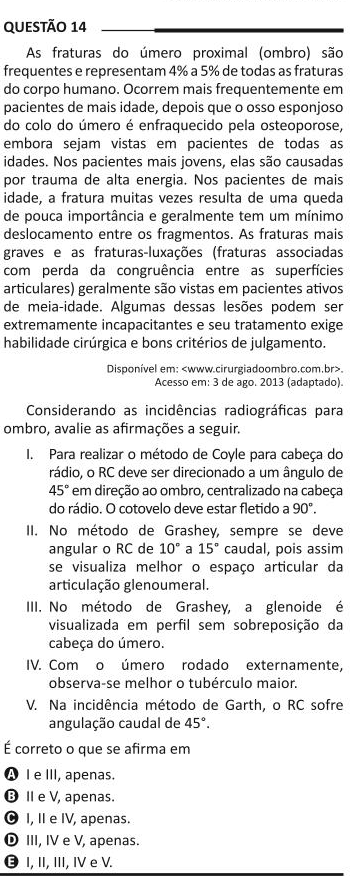 QUESTÃO 14
As fraturas do úmero proximal (ombro) são
frequentes e representam 4% a 5% de todas as fraturas
do corpo humano. Ocorrem mais frequentemente em
pacientes de mais idade, depois que o osso esponjoso
do colo do úmero é enfraquecido pela osteoporose,
embora sejam vistas em pacientes de todas as
idades. Nos pacientes mais jovens, elas são causadas
por trauma de alta energia. Nos pacientes de mais
idade, a fratura muitas vezes resulta de uma queda
de pouca importância e geralmente tem um mínimo
deslocamento entre os fragmentos. As fraturas mais
graves e as fraturas-luxações (fraturas associadas
com perda da congruência entre as superfícies
articulares) geralmente são vistas em pacientes ativos
de meia-idade. Algumas dessas lesões podem ser
extremamente incapacitantes e seu tratamento exige
habilidade cirúrgica e bons critérios de julgamento.
Disponível em: <www.cirurgiadoombro.com.br>.
Acesso em: 3 de ago. 2013 (adaptado).
Considerando as incidências radiográficas para
ombro, avalie as afirmações a seguir.
I. Para realizar o método de Coyle para cabeça do
rádio, o RC deve ser direcionado a um ângulo de
45° em direção ao ombro, centralizado na cabeça
do rádio. O cotovelo deve estar fletido a 90°.
II. No método de Grashey, sempre se deve
angular o RC de 10° a 15° caudal, pois assim
se visualiza melhor o espaço articular da
articulação glenoumeral.
III. No método de Grashey, a glenoide é
visualizada em perfil sem sobreposição da
cabeça do úmero.
IV. Com o úmero rodado externamente,
observa-se melhor o tubérculo maior.
V. Na incidência método de Garth, o RC sofre
angulação caudal de 45°.
É correto o que se afirma em
A I e III, apenas.
B II e V, apenas.
C I, II e IV, apenas.
D III, IV e V, apenas.
E I, II, III, IV e V.